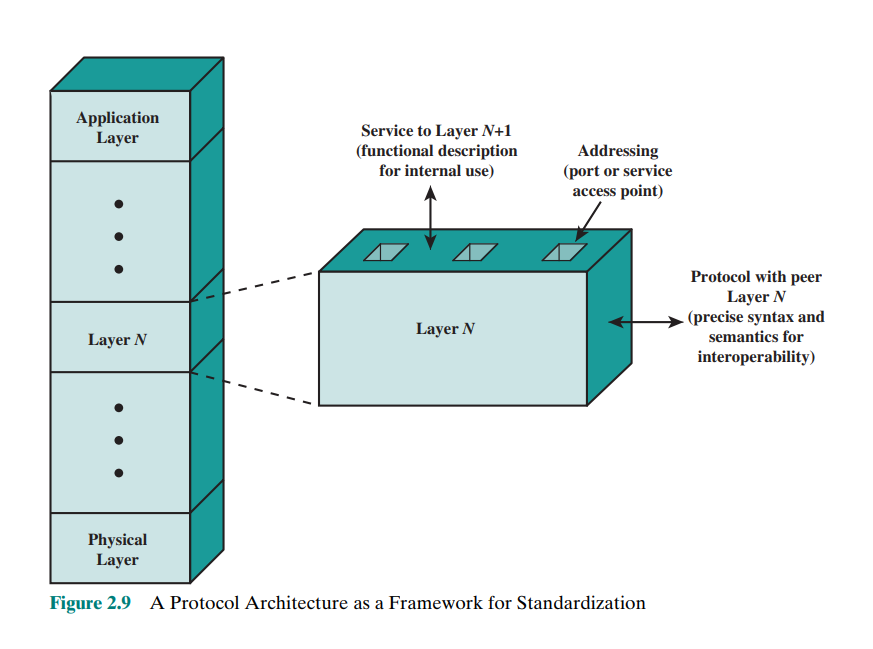 Application
Layer
Service to Layer N+1
(functional description
for internal use)
Addressing
(port or service
access point)
Protocol with peer
Layer N
(precise syntax and
semantics for
interoperability)
Layer N
Layer N
Physical
Layer
Figure 2.9 A Protocol Architecture as a Framework for Standardization